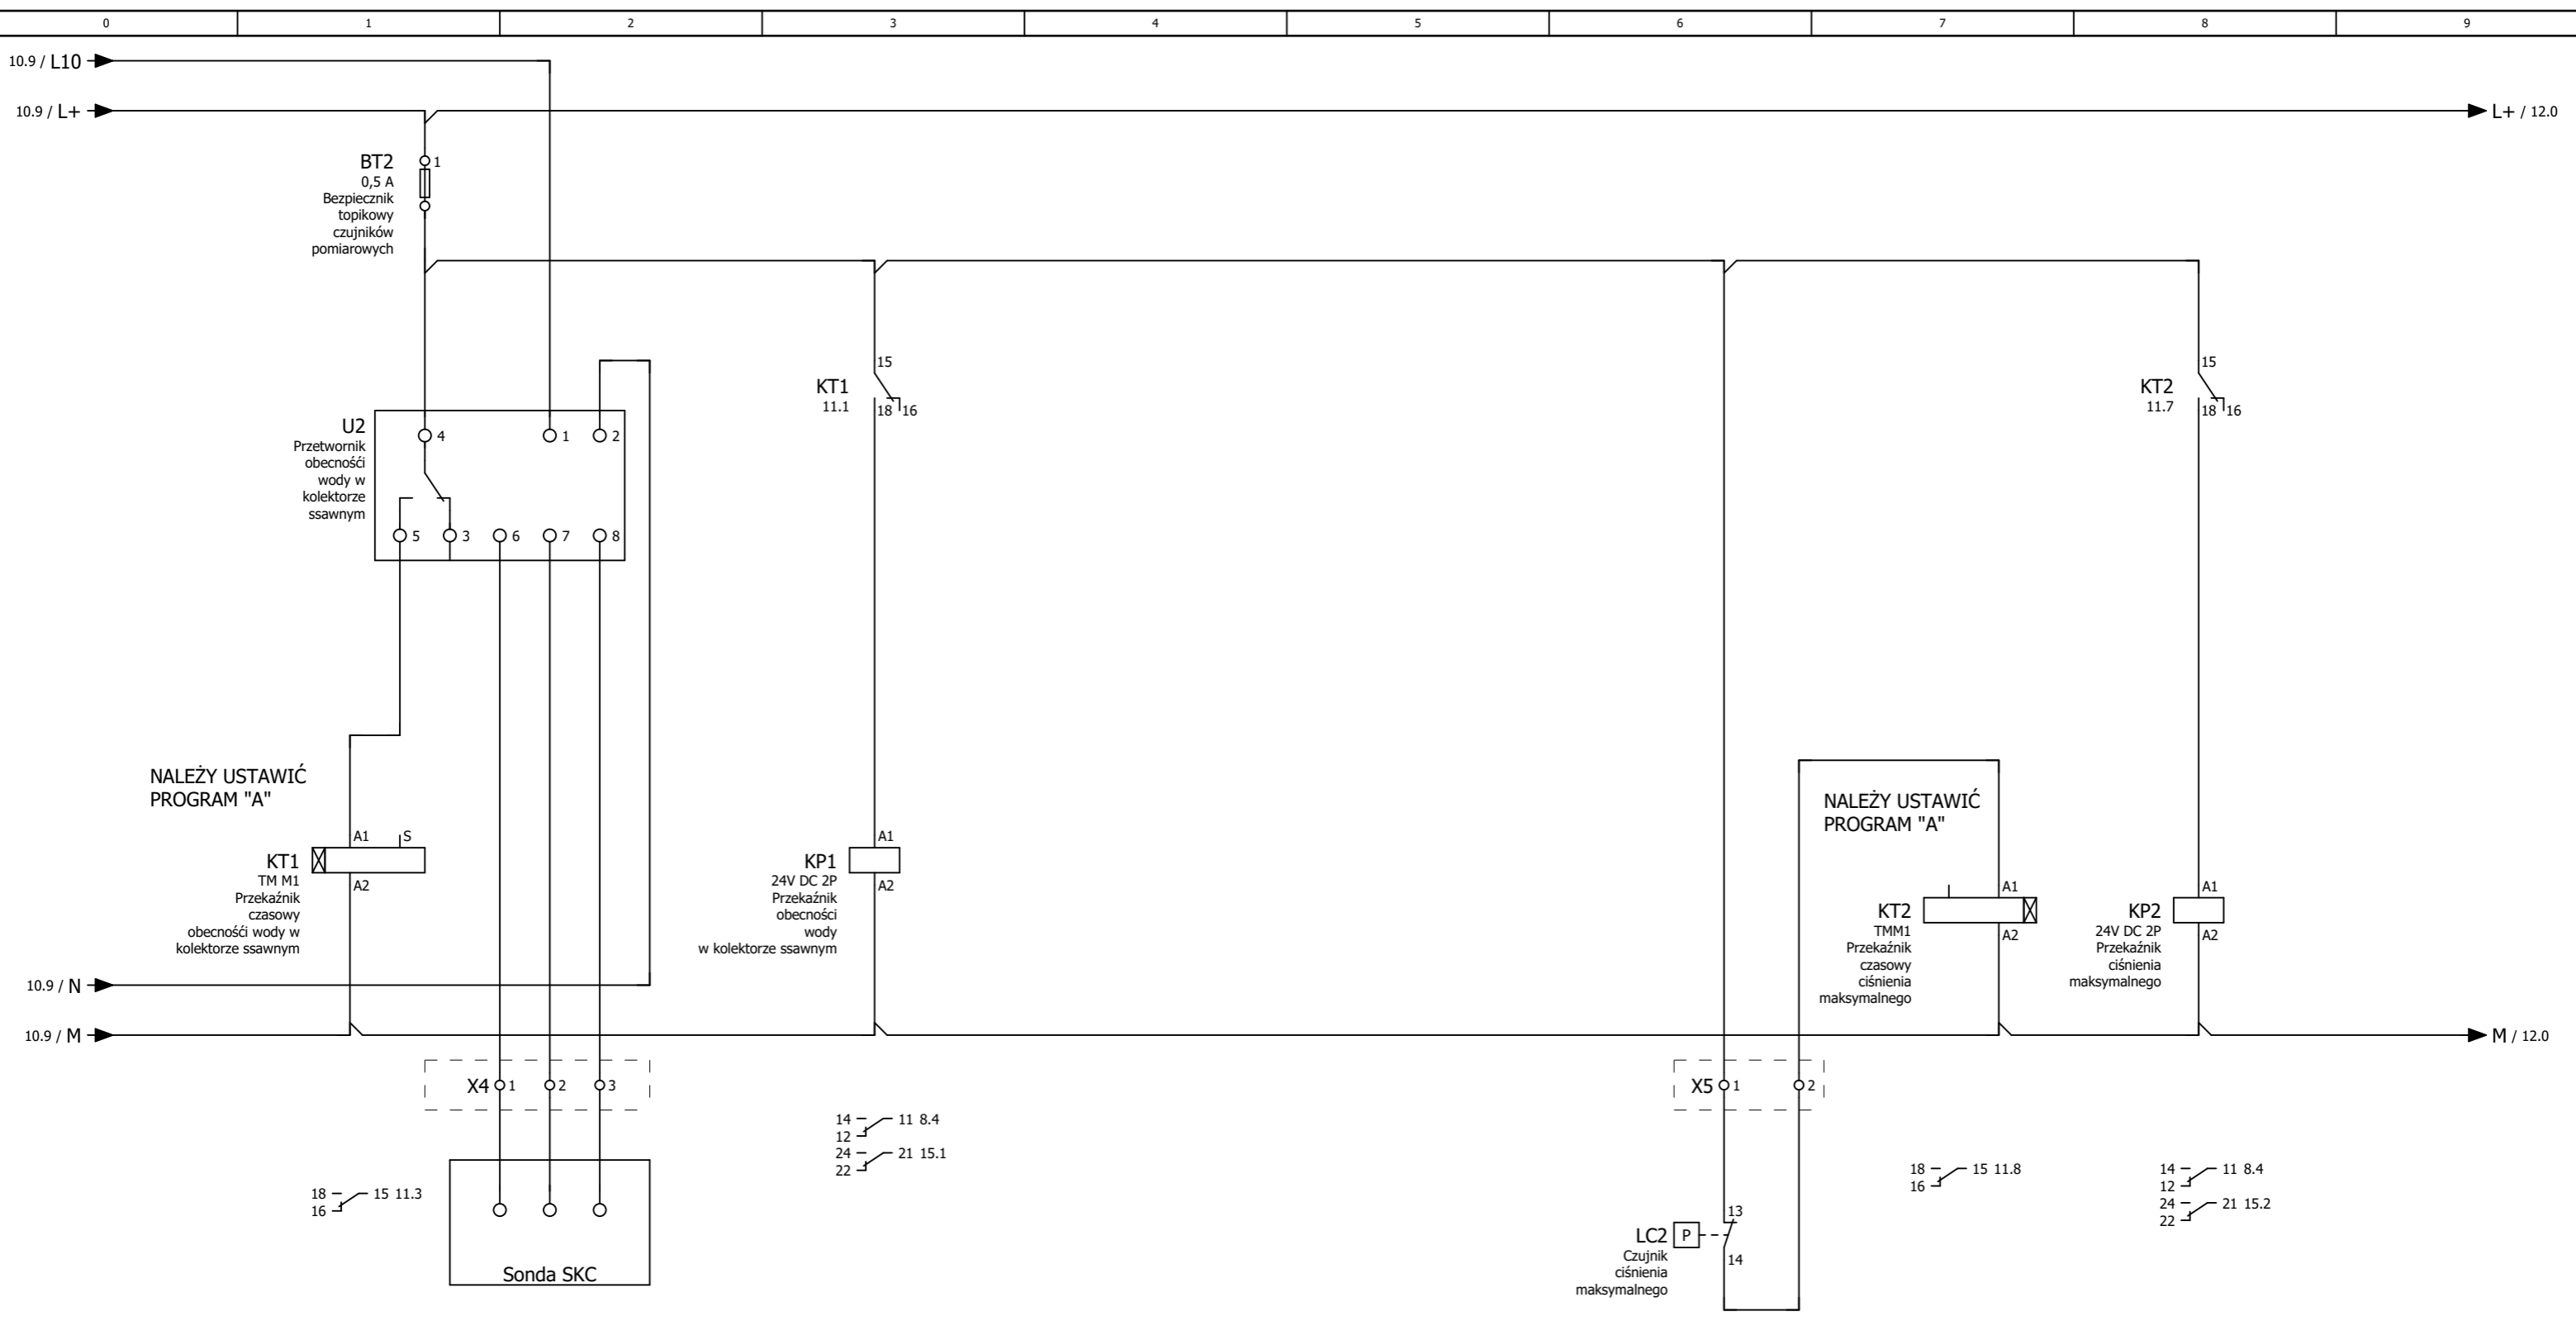 0 1 2 3 4 5 6 7 8 9
10.9 / L10
10.9 / L+
L+ / 12.0
BT2
0,5 A
Bezpiecznik
topikowy
czujników
pomiarowych
1
U2
Przetwornik
obecnośći
wody w
kolektorze
ssawnym
4
1
2
5
3
6
7
8
KT1
11.1
15
18
16
KT2
11.7
15
18
16
NALEŻY USTAWIĆ
PROGRAM "A"
KT1
TM M1
Przekaźnik
czasowy
obecnośći wody w
kolektorze ssawnym
A1
S
A2
KP1
24V DC 2P
Przekaźnik
obecności
wody
w kolektorze ssawnym
A1
A2
NALEŻY USTAWIĆ
PROGRAM "A"
KT2
TMM1
Przekaźnik
czasowy
ciśnienia
maksymalnego
A1
A2
KP2
24V DC 2P
Przekaźnik
ciśnienia
maksymalnego
A1
A2
10.9 / N
10.9 / M
M / 12.0
X4
1
2
3
X5
1
2
18 15 11.3
16
Sonda SKC
14 11 8.4
12
24 21 15.1
22
LC2
P
Czujnik
ciśnienia
maksymalnego
13
14
18 15 11.8
16
14 11 8.4
12
24 21 15.2
22